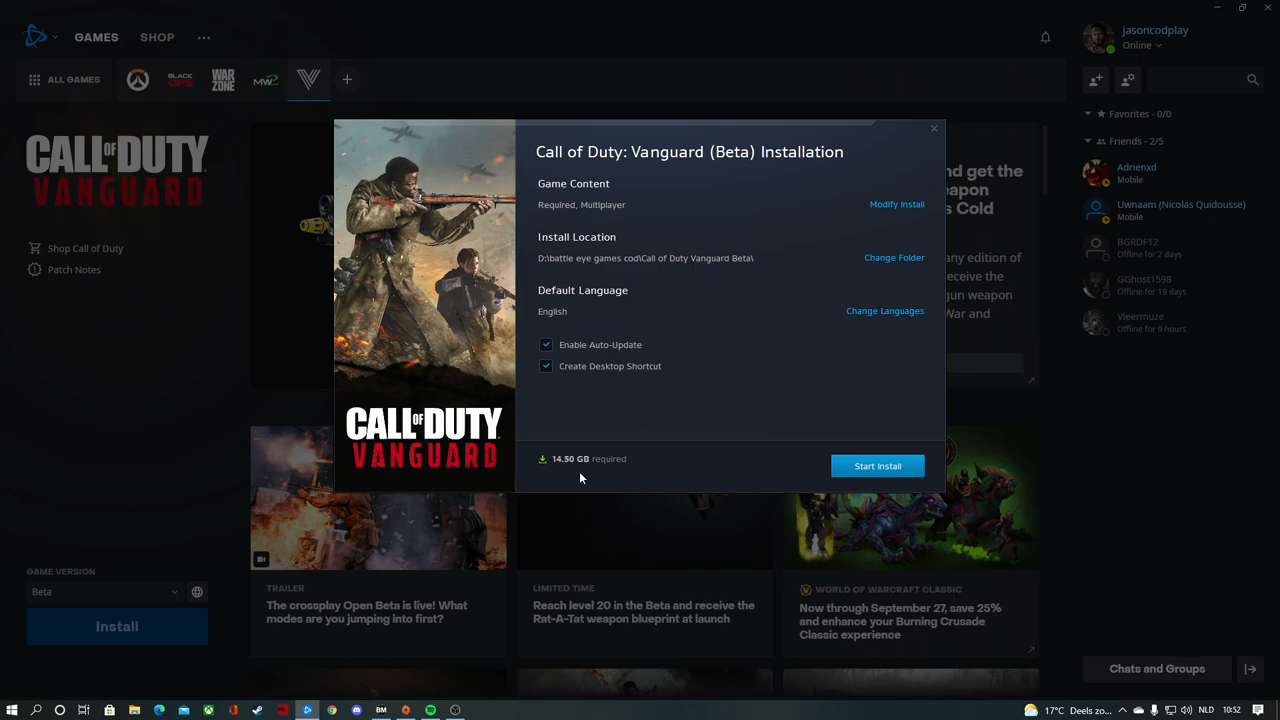 GAMES
SHOP
jasoncodplay
Online
ALL GAMES
BLACK
OPS
WAR
ZONE
MW2
Favorites - 0/0
Friends - 2/5
Adrienxd
Mobile
Uwnaam (Nicolas Quidousse)
Mobile
BGRDF12
Offline for 2 days
GGhost1598
Offline for 19 days
Vleermuze
Offline for 9 hours
CALL OF DUTY
VANGUARD
Shop Call of Duty
Patch Notes
Call of Duty: Vanguard (Beta) Installation
Game Content
Required, Multiplayer
Modify Install
Install Location
D:\battle eye games cod\Call of Duty Vanguard Beta\
Change Folder
Default Language
English
Change Languages
Enable Auto-Update
Create Desktop Shortcut
CALL OF DUTY
VANGUARD
14.50 GB required
Start Install
nd get the
apon
s Cold
any edition of
eceive the
gun weapon
War and
GAME VERSION
Beta
Install
TRAILER
The crossplay Open Beta is live! What
modes are you jumping into first?
LIMITED TIME
Reach level 20 in the Beta and receive the
Rat-A-Tat weapon blueprint at launch
WORLD OF WARCRAFT CLASSIC
Now through September 27, save 25%
and enhance your Burning Crusade
Classic experience
Chats and Groups
BM
17°C Deels zo...
NLD
10:52